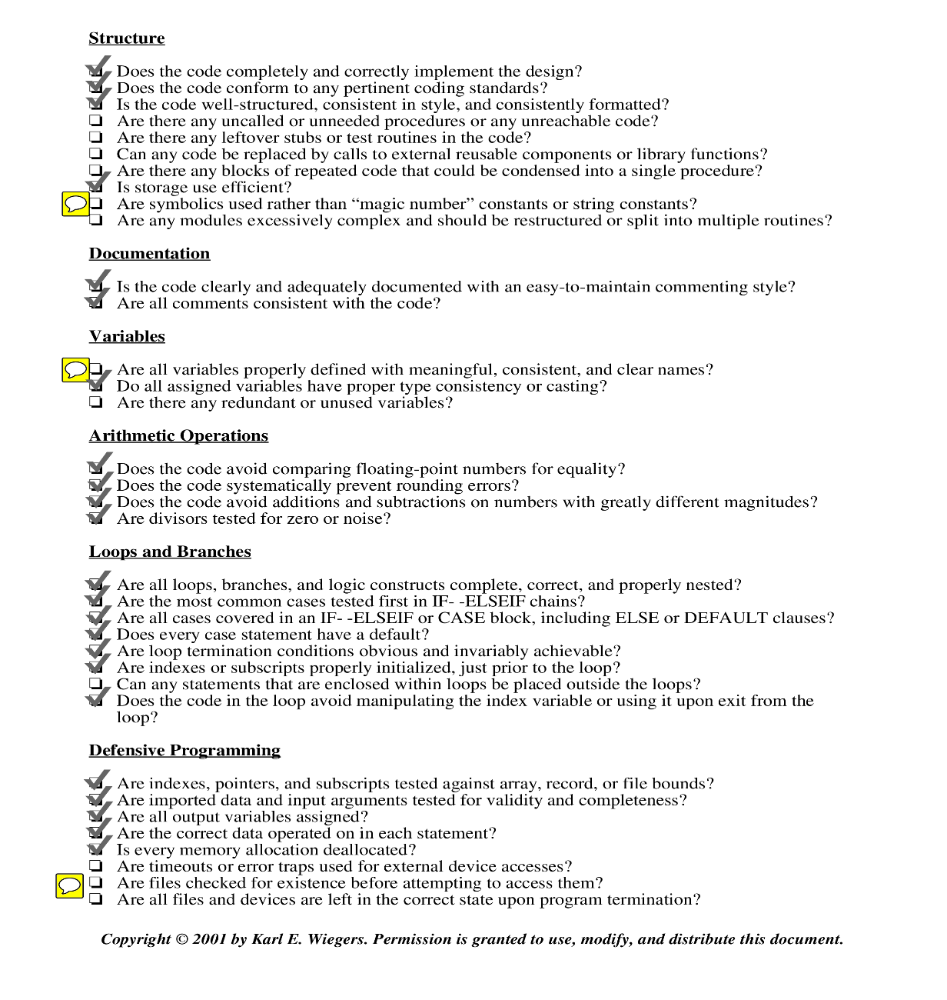 Structure
Does the code completely and correctly implement the design?
Does the code conform to any pertinent coding standards?
Is the code well-structured, consistent in style, and consistently formatted?
Are there any uncalled or unneeded procedures or any unreachable code?
Are there any leftover stubs or test routines in the code?
Can any code be replaced by calls to external reusable components or library functions?
Are there any blocks of repeated code that could be condensed into a single procedure?
Is storage use efficient?
Are symbolics used rather than “magic number” constants or string constants?
Are any modules excessively complex and should be restructured or split into multiple routines?
Documentation
Is the code clearly and adequately documented with an easy-to-maintain commenting style?
Are all comments consistent with the code?
Variables
Are all variables properly defined with meaningful, consistent, and clear names?
Do all assigned variables have proper type consistency or casting?
Are there any redundant or unused variables?
Arithmetic Operations
Does the code avoid comparing floating-point numbers for equality?
Does the code systematically prevent rounding errors?
Does the code avoid additions and subtractions on numbers with greatly different magnitudes?
Are divisors tested for zero or noise?
Loops and Branches
Are all loops, branches, and logic constructs complete, correct, and properly nested?
Are the most common cases tested first in IF- -ELSEIF chains?
Are all cases covered in an IF- -ELSEIF or CASE block, including ELSE or DEFAULT clauses?
Does every case statement have a default?
Are loop termination conditions obvious and invariably achievable?
Are indexes or subscripts properly initialized, just prior to the loop?
Can any statements that are enclosed within loops be placed outside the loops?
Does the code in the loop avoid manipulating the index variable or using it upon exit from the
loop?
Defensive Programming
Are indexes, pointers, and subscripts tested against array, record, or file bounds?
Are imported data and input arguments tested for validity and completeness?
Are all output variables assigned?
Are the correct data operated on in each statement?
Is every memory allocation deallocated?
Are timeouts or error traps used for external device accesses?
Are files checked for existence before attempting to access them?
Are all files and devices are left in the correct state upon program termination?
Copyright © 2001 by Karl E. Wiegers. Permission is granted to use, modify, and distribute this document.